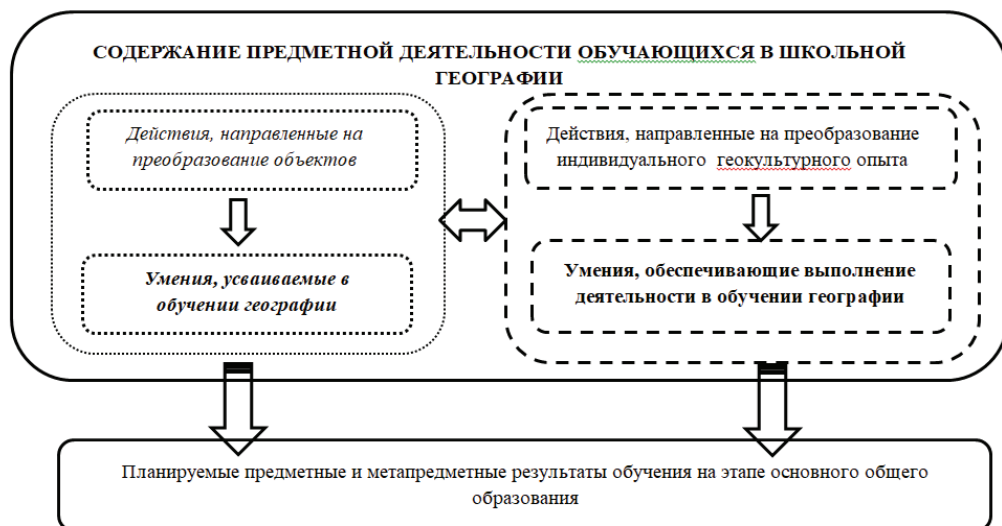 СОДЕРЖАНИЕ ПРЕДМЕТНОЙ ДЕЯТЕЛЬНОСТИ ОБУЧАЮЩИХСЯ В ШКОЛЬНОЙ
ГЕОГРАФИИ
Действия, направленные на
преобразование объектов
Умения, усваиваемые в
обучении географии
Действия, направленные на преобразование
индивидуального геокультурного опыта
Умения, обеспечивающие выполнение
деятельности в обучении географии
Планируемые предметные и метапредметные результаты обучения на этапе основного общего
образования